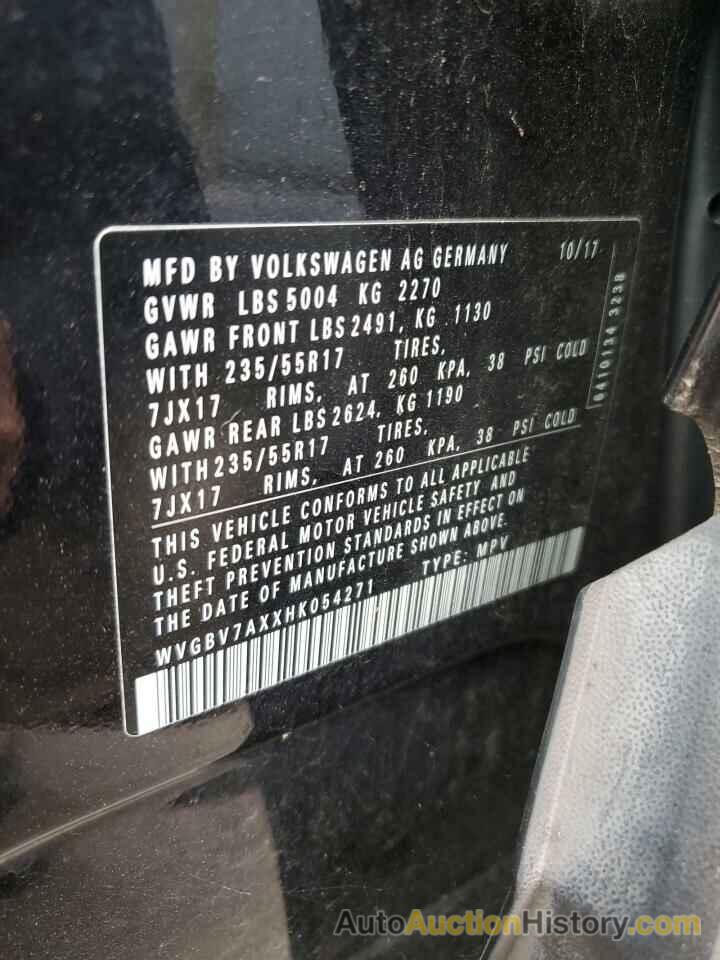 MFD BY VOLKSWAGEN AG GERMANY 10/17
GVWR LBS 5004 KG 2270
GAWR FRONT LBS 2491, KG 1130
WITH 235/55R17 TIRES,
7JX17 RIMS, AT 260 KPA, 38 PSI COLD
GAWR REAR LBS 2624, KG 1190
WITH 235/55R17 TIRES,
7JX17 RIMS, AT 260 KPA, 38 PSI COLD
THIS VEHICLE CONFORMS TO ALL APPLICABLE
U.S. FEDERAL MOTOR VEHICLE SAFETY AND
THEFT PREVENTION STANDARDS IN EFFECT ON
THE DATE OF MANUFACTURE SHOWN ABOVE.
WVGBV7AXXHK054271 TYPE: MPV
0410134 3238
AutoAuctionHistory.com